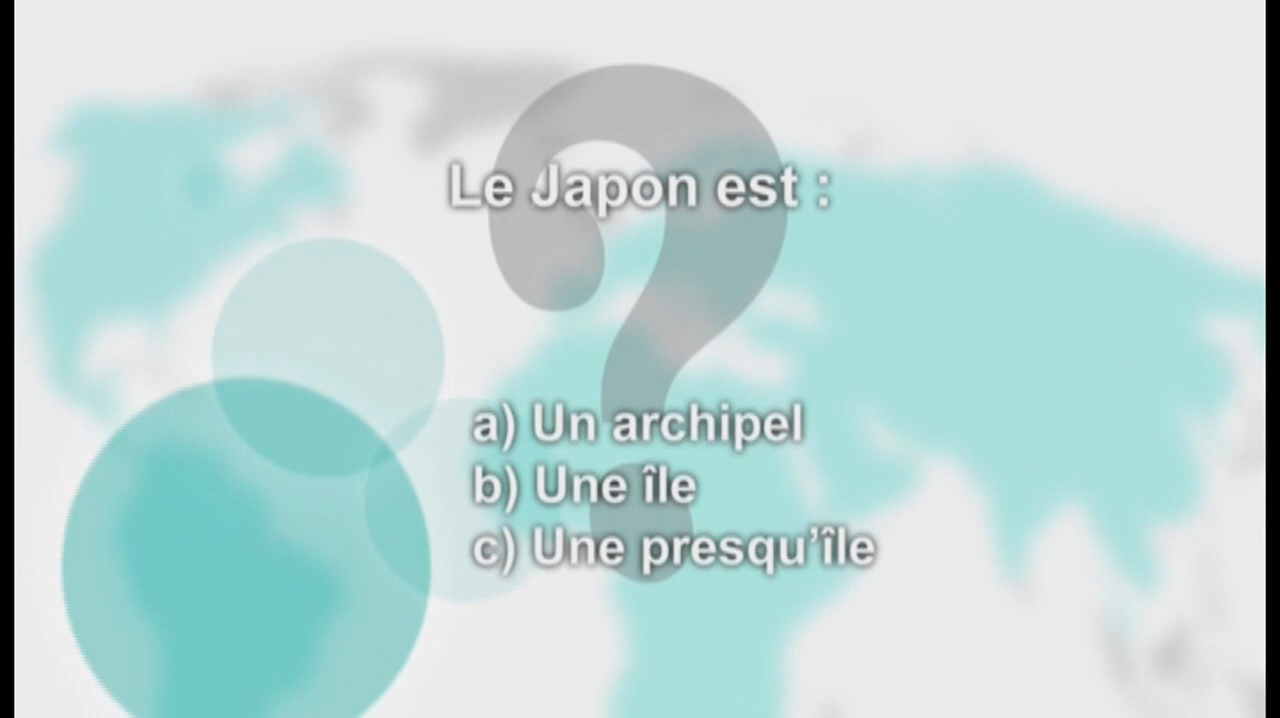 Le Japon est :
a) Un archipel
b) Une île
c) Une presqu’île